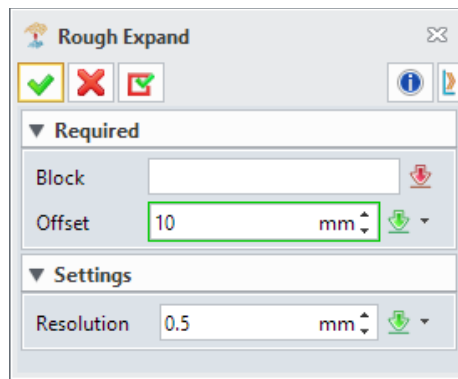 Rough Expand
Required
Block
Offset 10 mm
Settings
Resolution 0.5 mm